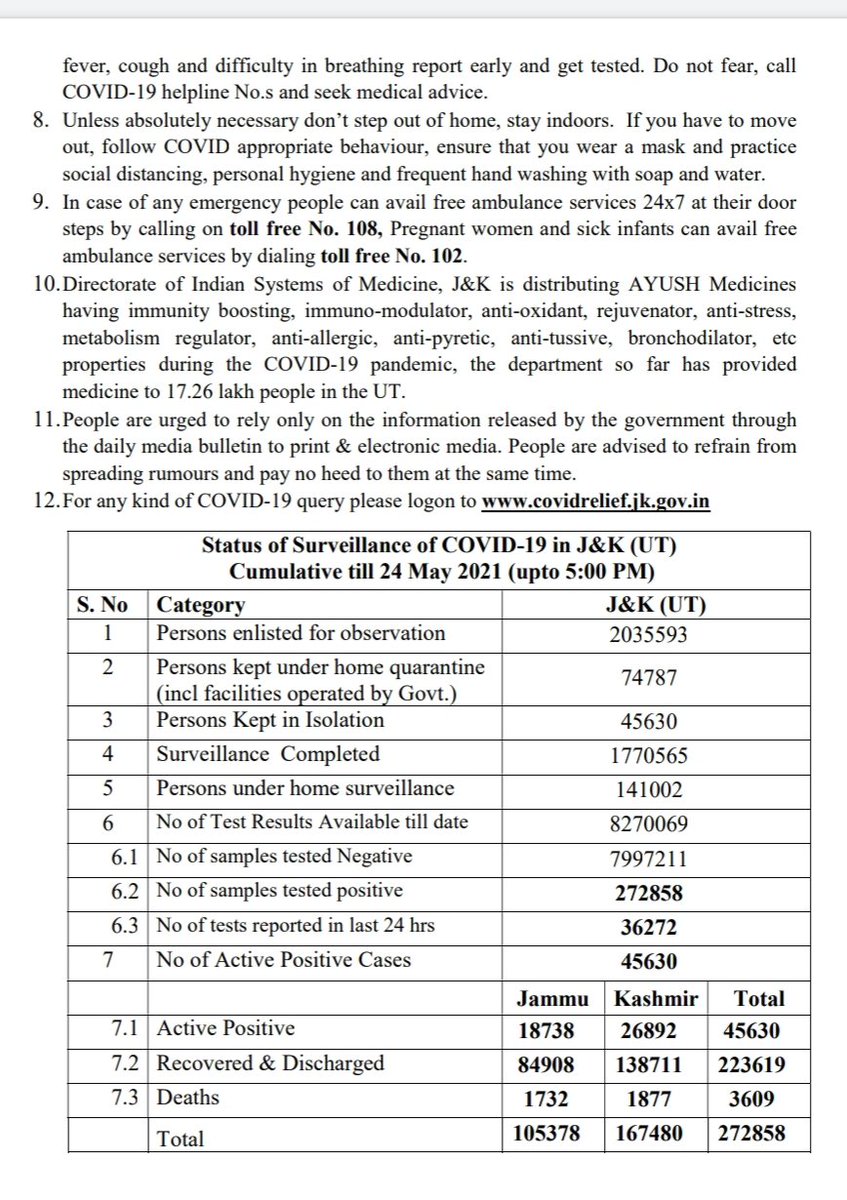 fever, cough and difficulty in breathing report early and get tested. Do not fear, call
COVID-19 helpline No.s and seek medical advice.
8. Unless absolutely necessary don't step out of home, stay indoors. If you have to move
out, follow COVID appropriate behaviour, ensure that you wear a mask and practice
social distancing, personal hygiene and frequent hand washing with soap and water.
9. In case of any emergency people can avail free ambulance services 24x7 at their door
steps by calling on toll free No. 108, Pregnant women and sick infants can avail free
ambulance services by dialing toll free No. 102.
10.Directorate of Indian Systems of Medicine, J&K is distributing AYUSH Medicines
having immunity boosting, immuno-modulator, anti-oxidant, rejuvenator, anti-stress,
metabolism regulator, anti-allergic, anti-pyretic, anti-tussive, bronchodilator, etc
properties during the COVID-19 pandemic, the department so far has provided
medicine to 17.26 lakh people in the UT.
11.People are urged to rely only on the information released by the government through
the daily media bulletin to print & electronic media. People are advised to refrain from
spreading rumours and pay no heed to them at the same time.
12.For any kind of COVID-19 query please logon to www.covidrelief.jk.gov.in
Status of Surveillance of COVID-19 in J&K (UT)
Cumulative till 24 May 2021 (upto 5:00 PM)
S. No Category J&K (UT)
1 Persons enlisted for observation 2035593
2 Persons kept under home quarantine
(incl facilities operated by Govt.) 74787
3 Persons Kept in Isolation 45630
4 Surveillance Completed 1770565
5 Persons under home surveillance 141002
6 No of Test Results Available till date 8270069
6.1 No of samples tested Negative 7997211
6.2 No of samples tested positive 272858
6.3 No of tests reported in last 24 hrs 36272
7 No of Active Positive Cases 45630
Jammu Kashmir Total
7.1 Active Positive 18738 26892 45630
7.2 Recovered & Discharged 84908 138711 223619
7.3 Deaths 1732 1877 3609
Total 105378 167480 272858